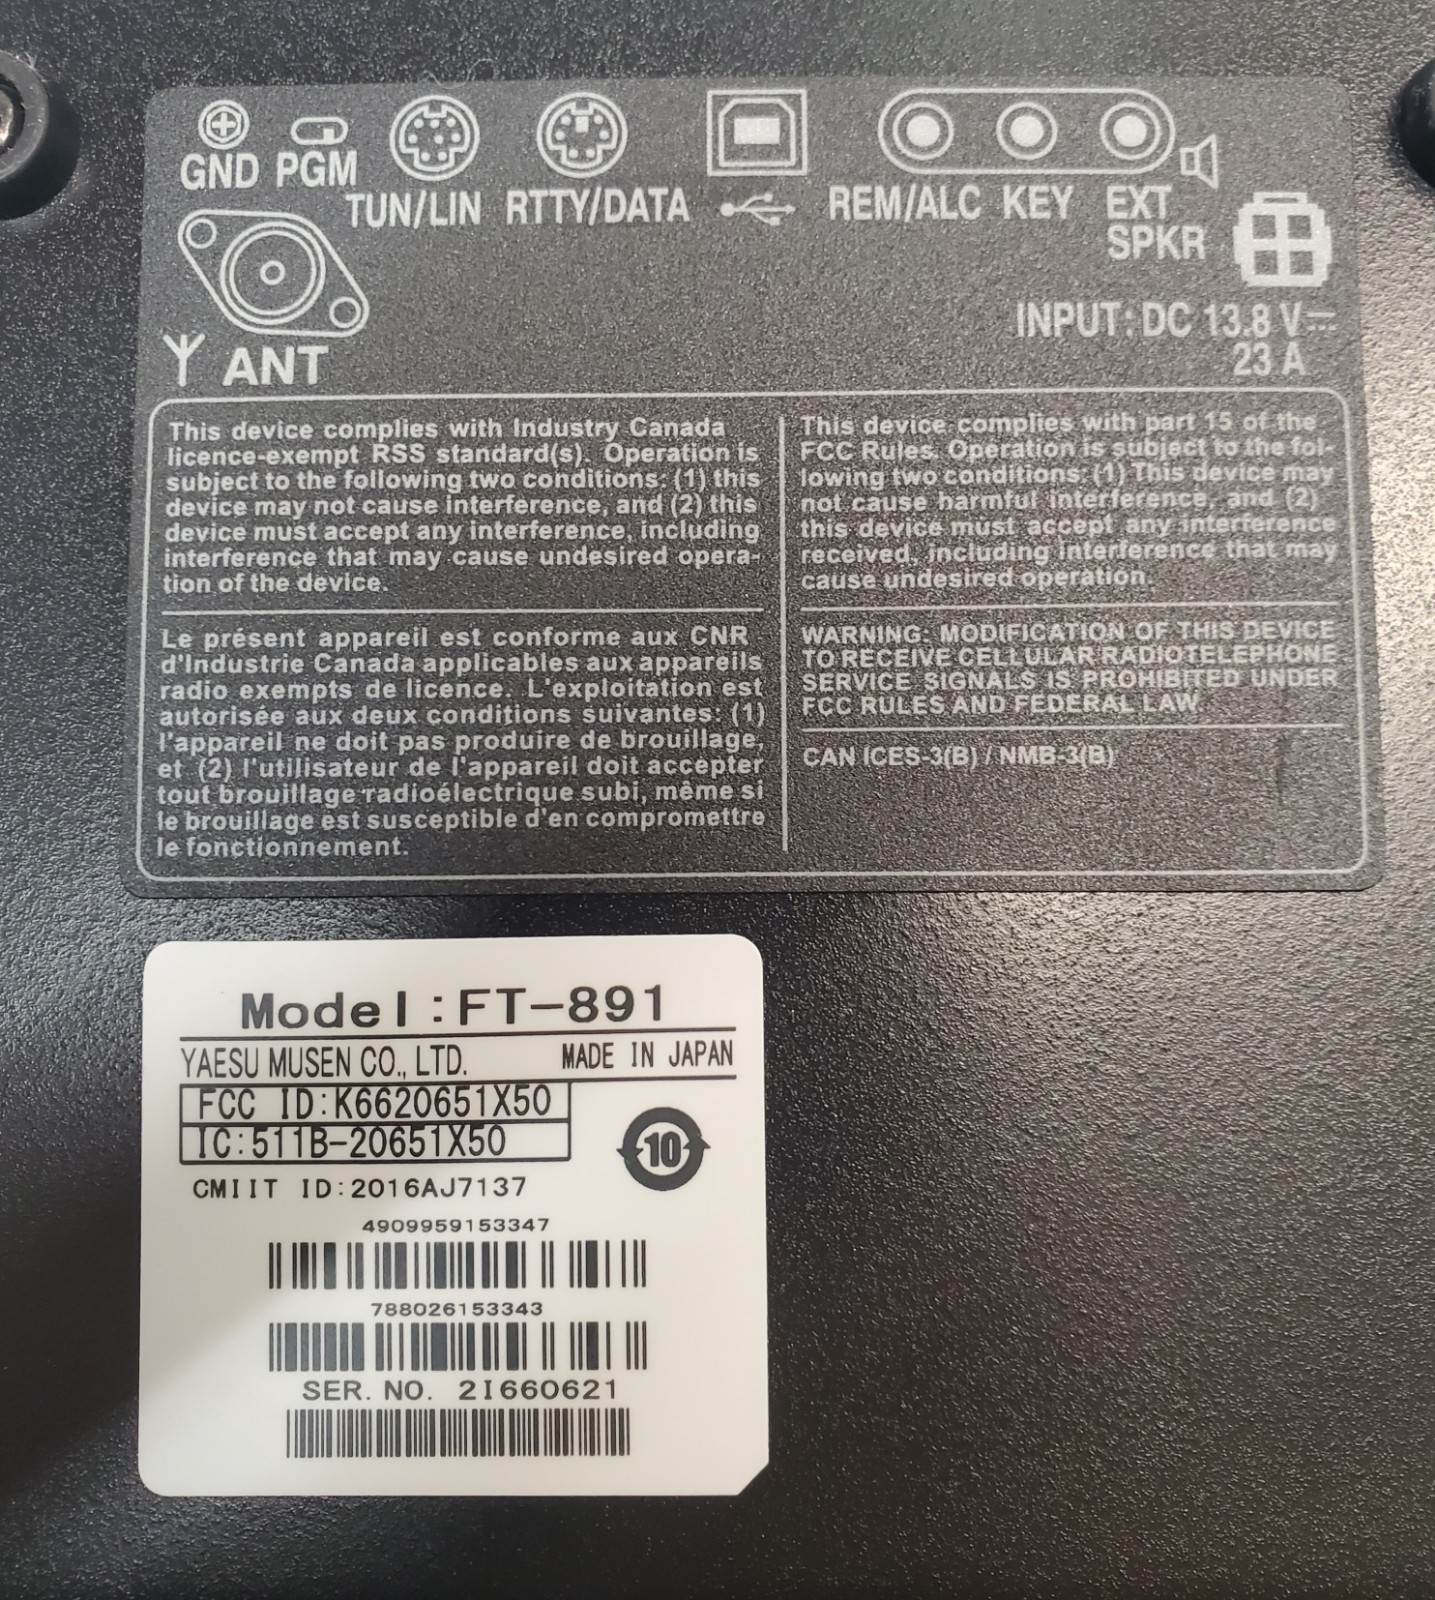 GND PGM
TUN/LIN RTTY/DATA REM/ALC KEY EXT
SPKR
ANT
INPUT: DC 13.8 V
23 A
This device complies with Industry Canada
licence-exempt RSS standard(s). Operation is
subject to the following two conditions: (1) this
device may not cause interference, and (2) this
device must accept any interference, including
interference that may cause undesired opera-
tion of the device.
Le présent appareil est conforme aux CNR
d'Industrie Canada applicables aux appareils
radio exempts de licence. L'exploitation est
autorisée aux deux conditions suivantes: (1)
l'appareil ne doit pas produire de brouillage,
et (2) l'utilisateur de l'appareil doit accepter
tout brouillage radioélectrique subi, même si
le brouillage est susceptible d'en compromettre
le fonctionnement.
This device complies with part 15 of the
FCC Rules. Operation is subject to the fol-
lowing two conditions: (1) This device may
not cause harmful interference, and (2)
this device must accept any interference
received, including interference that may
cause undesired operation.
WARNING: MODIFICATION OF THIS DEVICE
TO RECEIVE CELLULAR RADIOTELEPHONE
SERVICE SIGNALS IS PROHIBITED UNDER
FCC RULES AND FEDERAL LAW.
CAN ICES-3(B) / NMB-3(B)
Model:FT-891
YAESU MUSEN CO., LTD. MADE IN JAPAN
FCC ID:K6620651X50
IC:511B-20651X50
10
CMIIT ID:2016AJ7137
4909959153347
788026153343
SER. NO. 2I660621